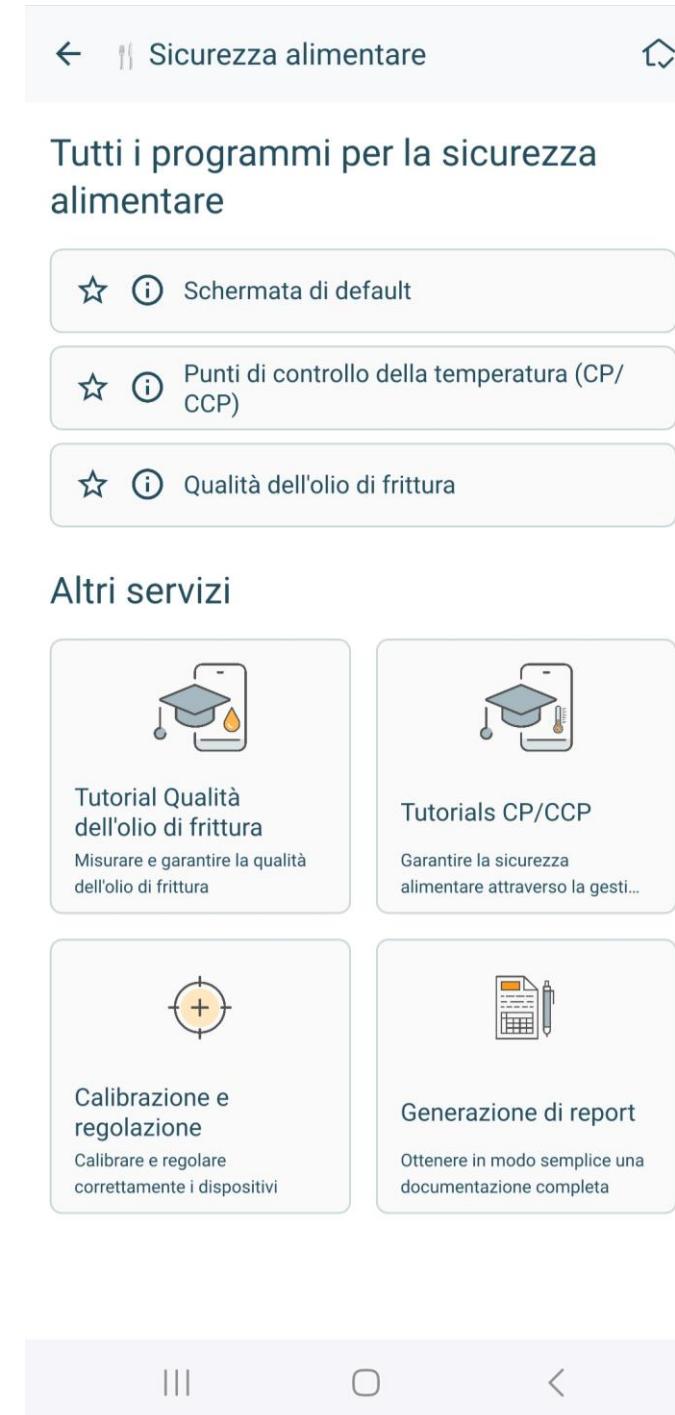 Sicurezza alimentare
Tutti i programmi per la sicurezza
alimentare
Schermata di default
Punti di controllo della temperatura (CP/
CCP)
Qualità dell'olio di frittura
Altri servizi
Tutorial Qualità
dell'olio di frittura
Misurare e garantire la qualità
dell'olio di frittura
Tutorials CP/CCP
Garantire la sicurezza
alimentare attraverso la gesti...
Calibrazione e
regolazione
Calibrare e regolare
correttamente i dispositivi
Generazione di report
Ottenere in modo semplice una
documentazione completa